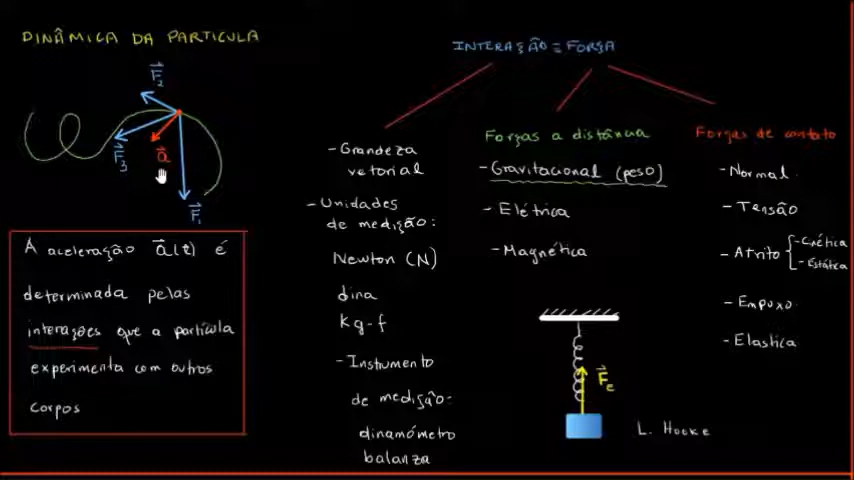 DINÂMICA DA PARTICULA
F₂
F₃
a
F₁
A aceleração a(t) é
determinada pelas
interações que a partícula
experimenta com outros
corpos
INTERAÇÃO = FORÇA
- Grandeza
vetorial
- Unidades
de medição:
Newton (N)
dina
Kg-f
- Instrumento
de medição:
dinamómetro
balanza
Forças a distância
- Gravitacional (peso)
- Elétrica
- Magnética
Fe
L. Hooke
Forças de contato
- Normal
- Tensão
- Atrito
- Cinética
- Estática
- Empuxo
- Elastica